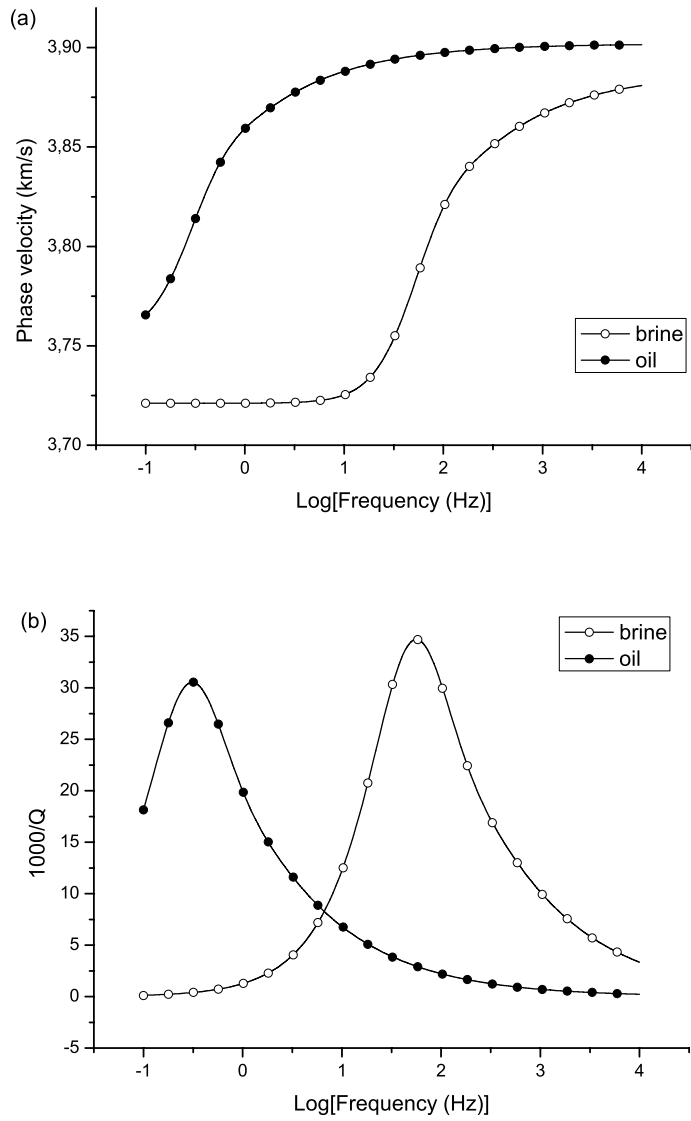 (a)
3,90
3,85
3,80
3,75
3,70
Phase velocity (km/s)
brine
oil
-1 0 1 2 3 4
Log[Frequency (Hz)]
(b)
35
30
25
20
15
10
5
0
-5
1000/Q
brine
oil
-1 0 1 2 3 4
Log[Frequency (Hz)]